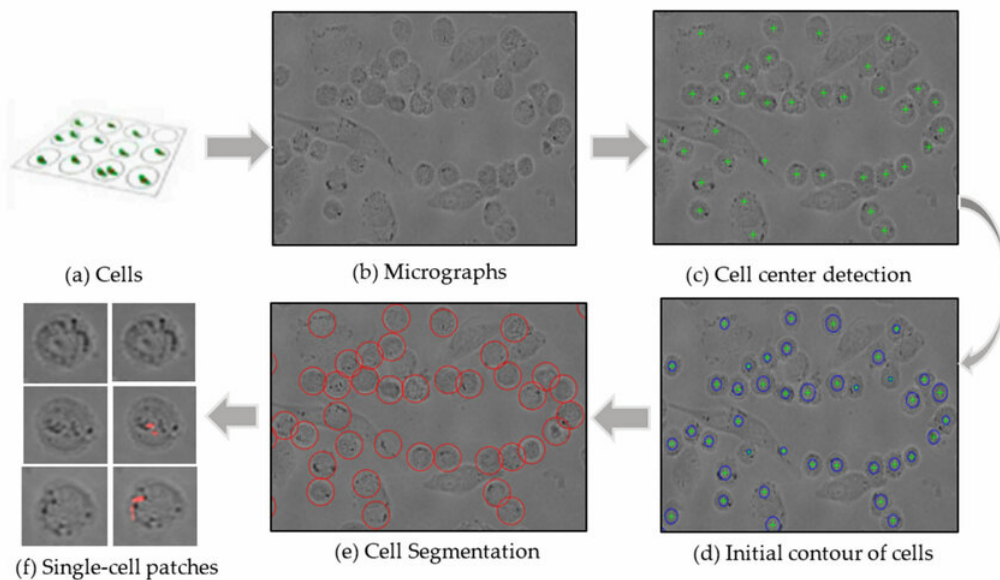 (a) Cells
(b) Micrographs
(c) Cell center detection
(f) Single-cell patches
(e) Cell Segmentation
(d) Initial contour of cells